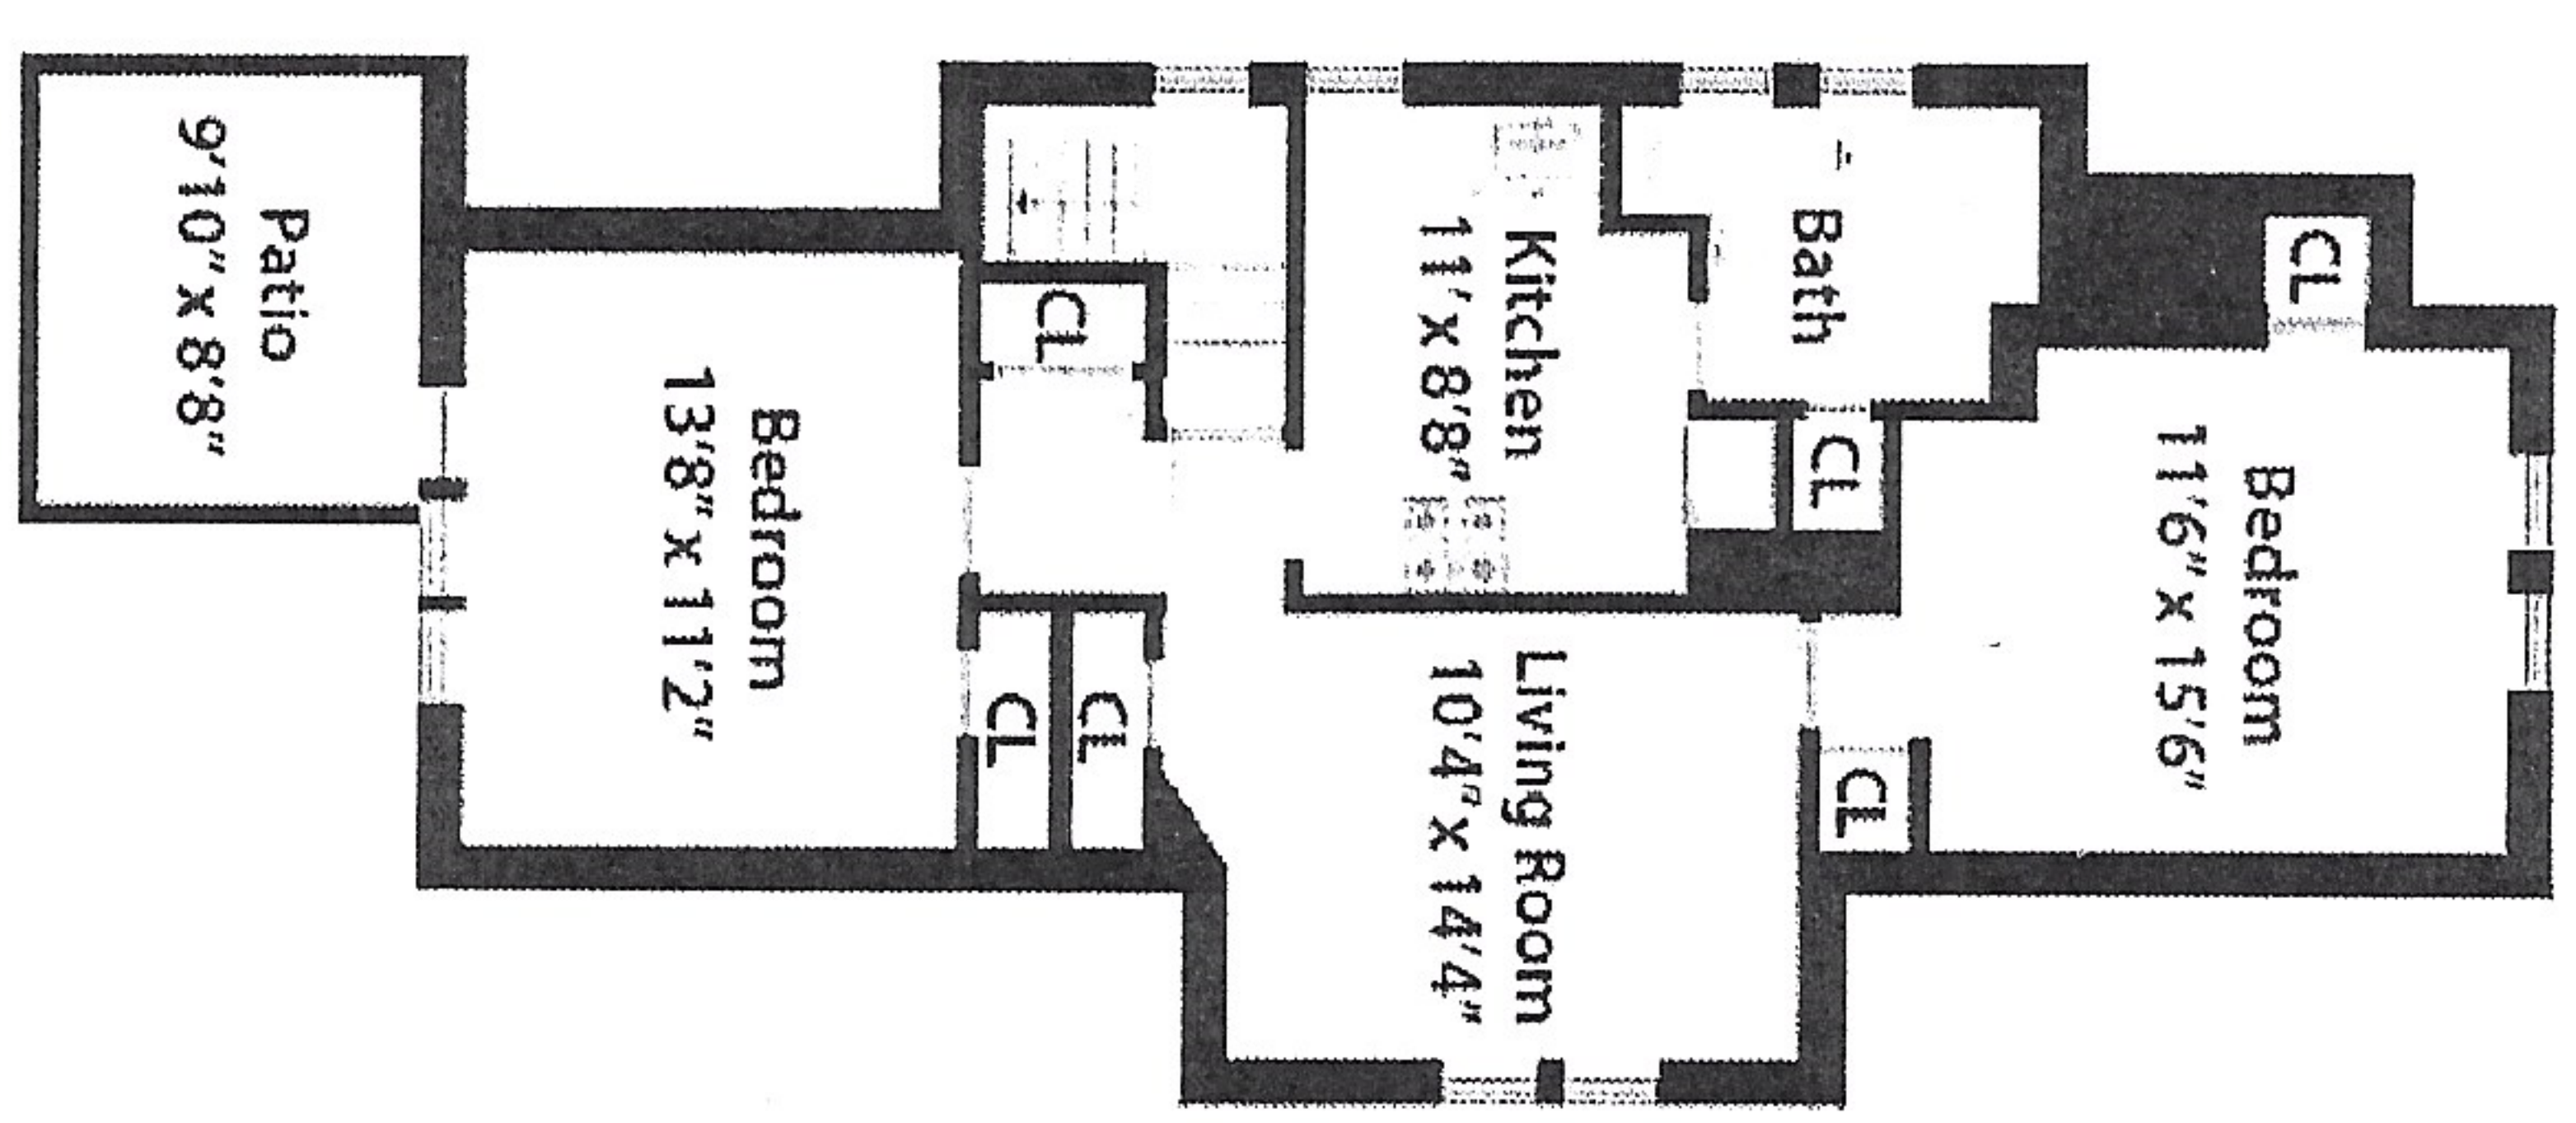 Patio
9'10" x 8'8"
Bedroom
13'8" x 11'2"
CL
CL
CL
Kitchen
11' x 8'8"
Living Room
10'4" x 14'4"
Bath
CL
CL
Bedroom
11'6" x 15'6"
CL